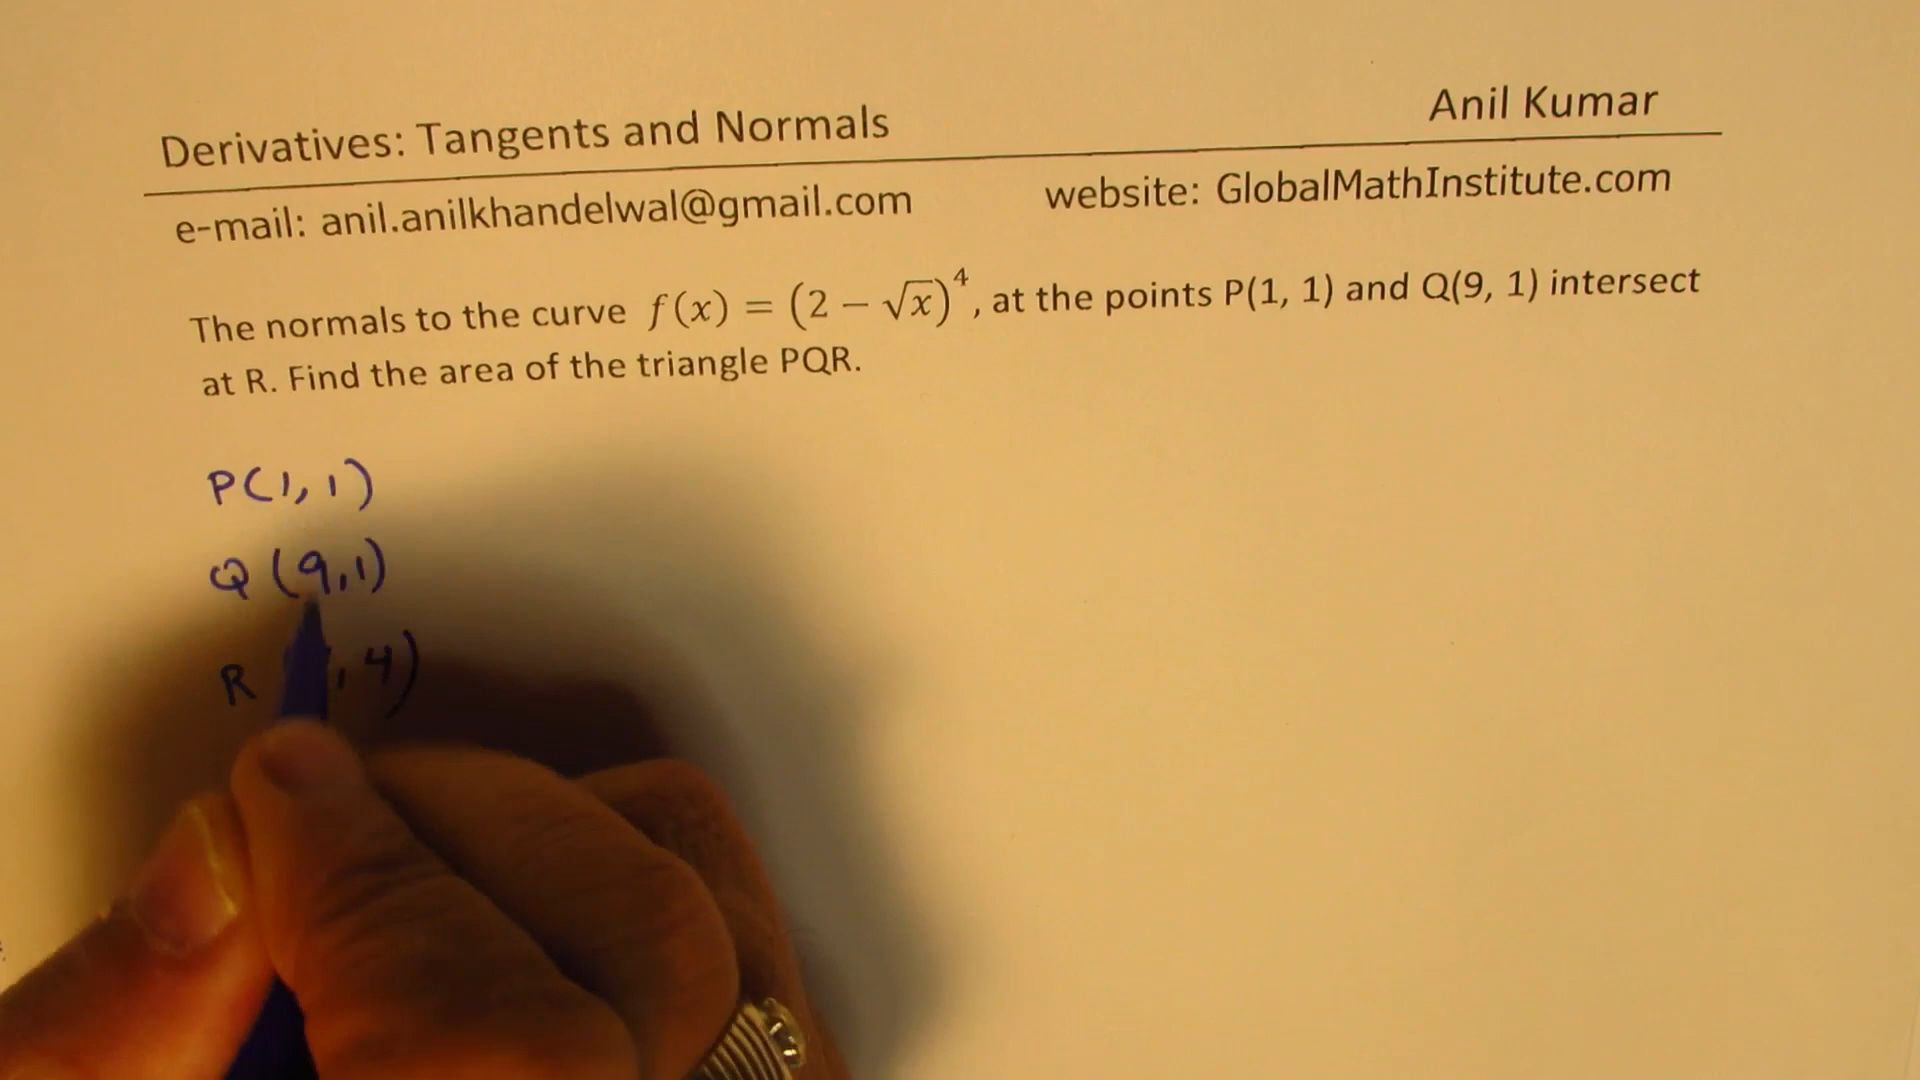 Derivatives: Tangents and Normals Anil Kumar
e-mail: anil.anilkhandelwal@gmail.com website: GlobalMathInstitute.com
The normals to the curve f(x) = (2 − √x)⁴, at the points P(1, 1) and Q(9, 1) intersect
at R. Find the area of the triangle PQR.
P(1, 1)
Q (9,1)
R , 4)